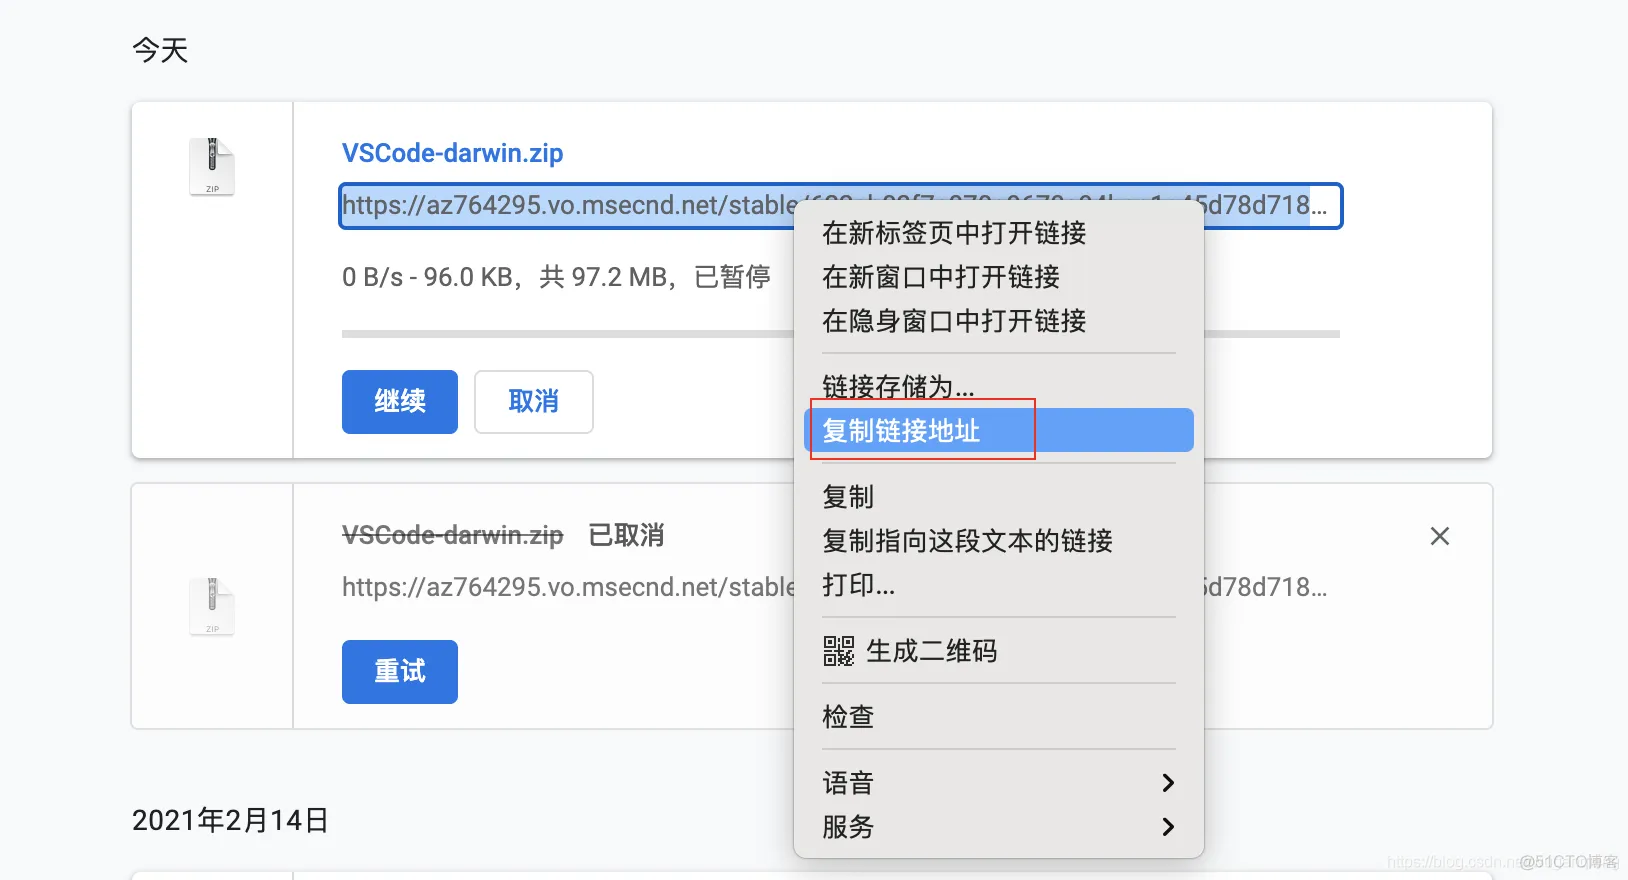 今天
ZIP
VSCode-darwin.zip
https://az764295.vo.msecnd.net/stable/ 5d78d718...
0 B/s - 96.0 KB，共 97.2 MB，已暂停
继续
取消
在新标签页中打开链接
在新窗口中打开链接
在隐身窗口中打开链接
链接存储为...
复制链接地址
复制
复制指向这段文本的链接
打印...
生成二维码
检查
语音
服务
ZIP
VSCode-darwin.zip 已取消
https://az764295.vo.msecnd.net/stable 5d78d718...
重试
2021年2月14日
https://blog.csdn.n
@51CTO博客